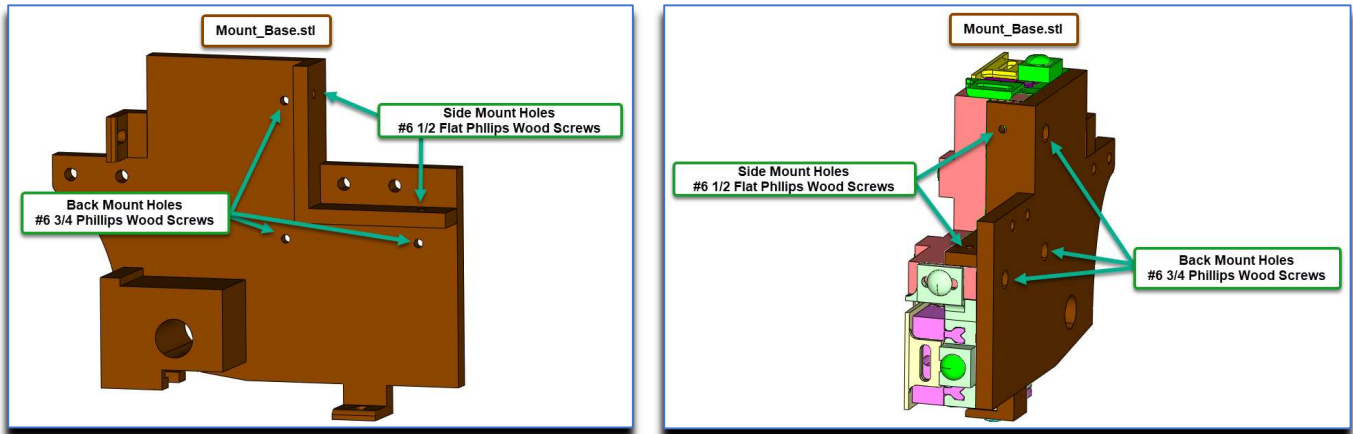 Mount_Base.stl
Side Mount Holes
#6 1/2 Flat Phllips Wood Screws
Back Mount Holes
#6 3/4 Phillips Wood Screws
Mount_Base.stl
Side Mount Holes
#6 1/2 Flat Phllips Wood Screws
Back Mount Holes
#6 3/4 Phillips Wood Screws